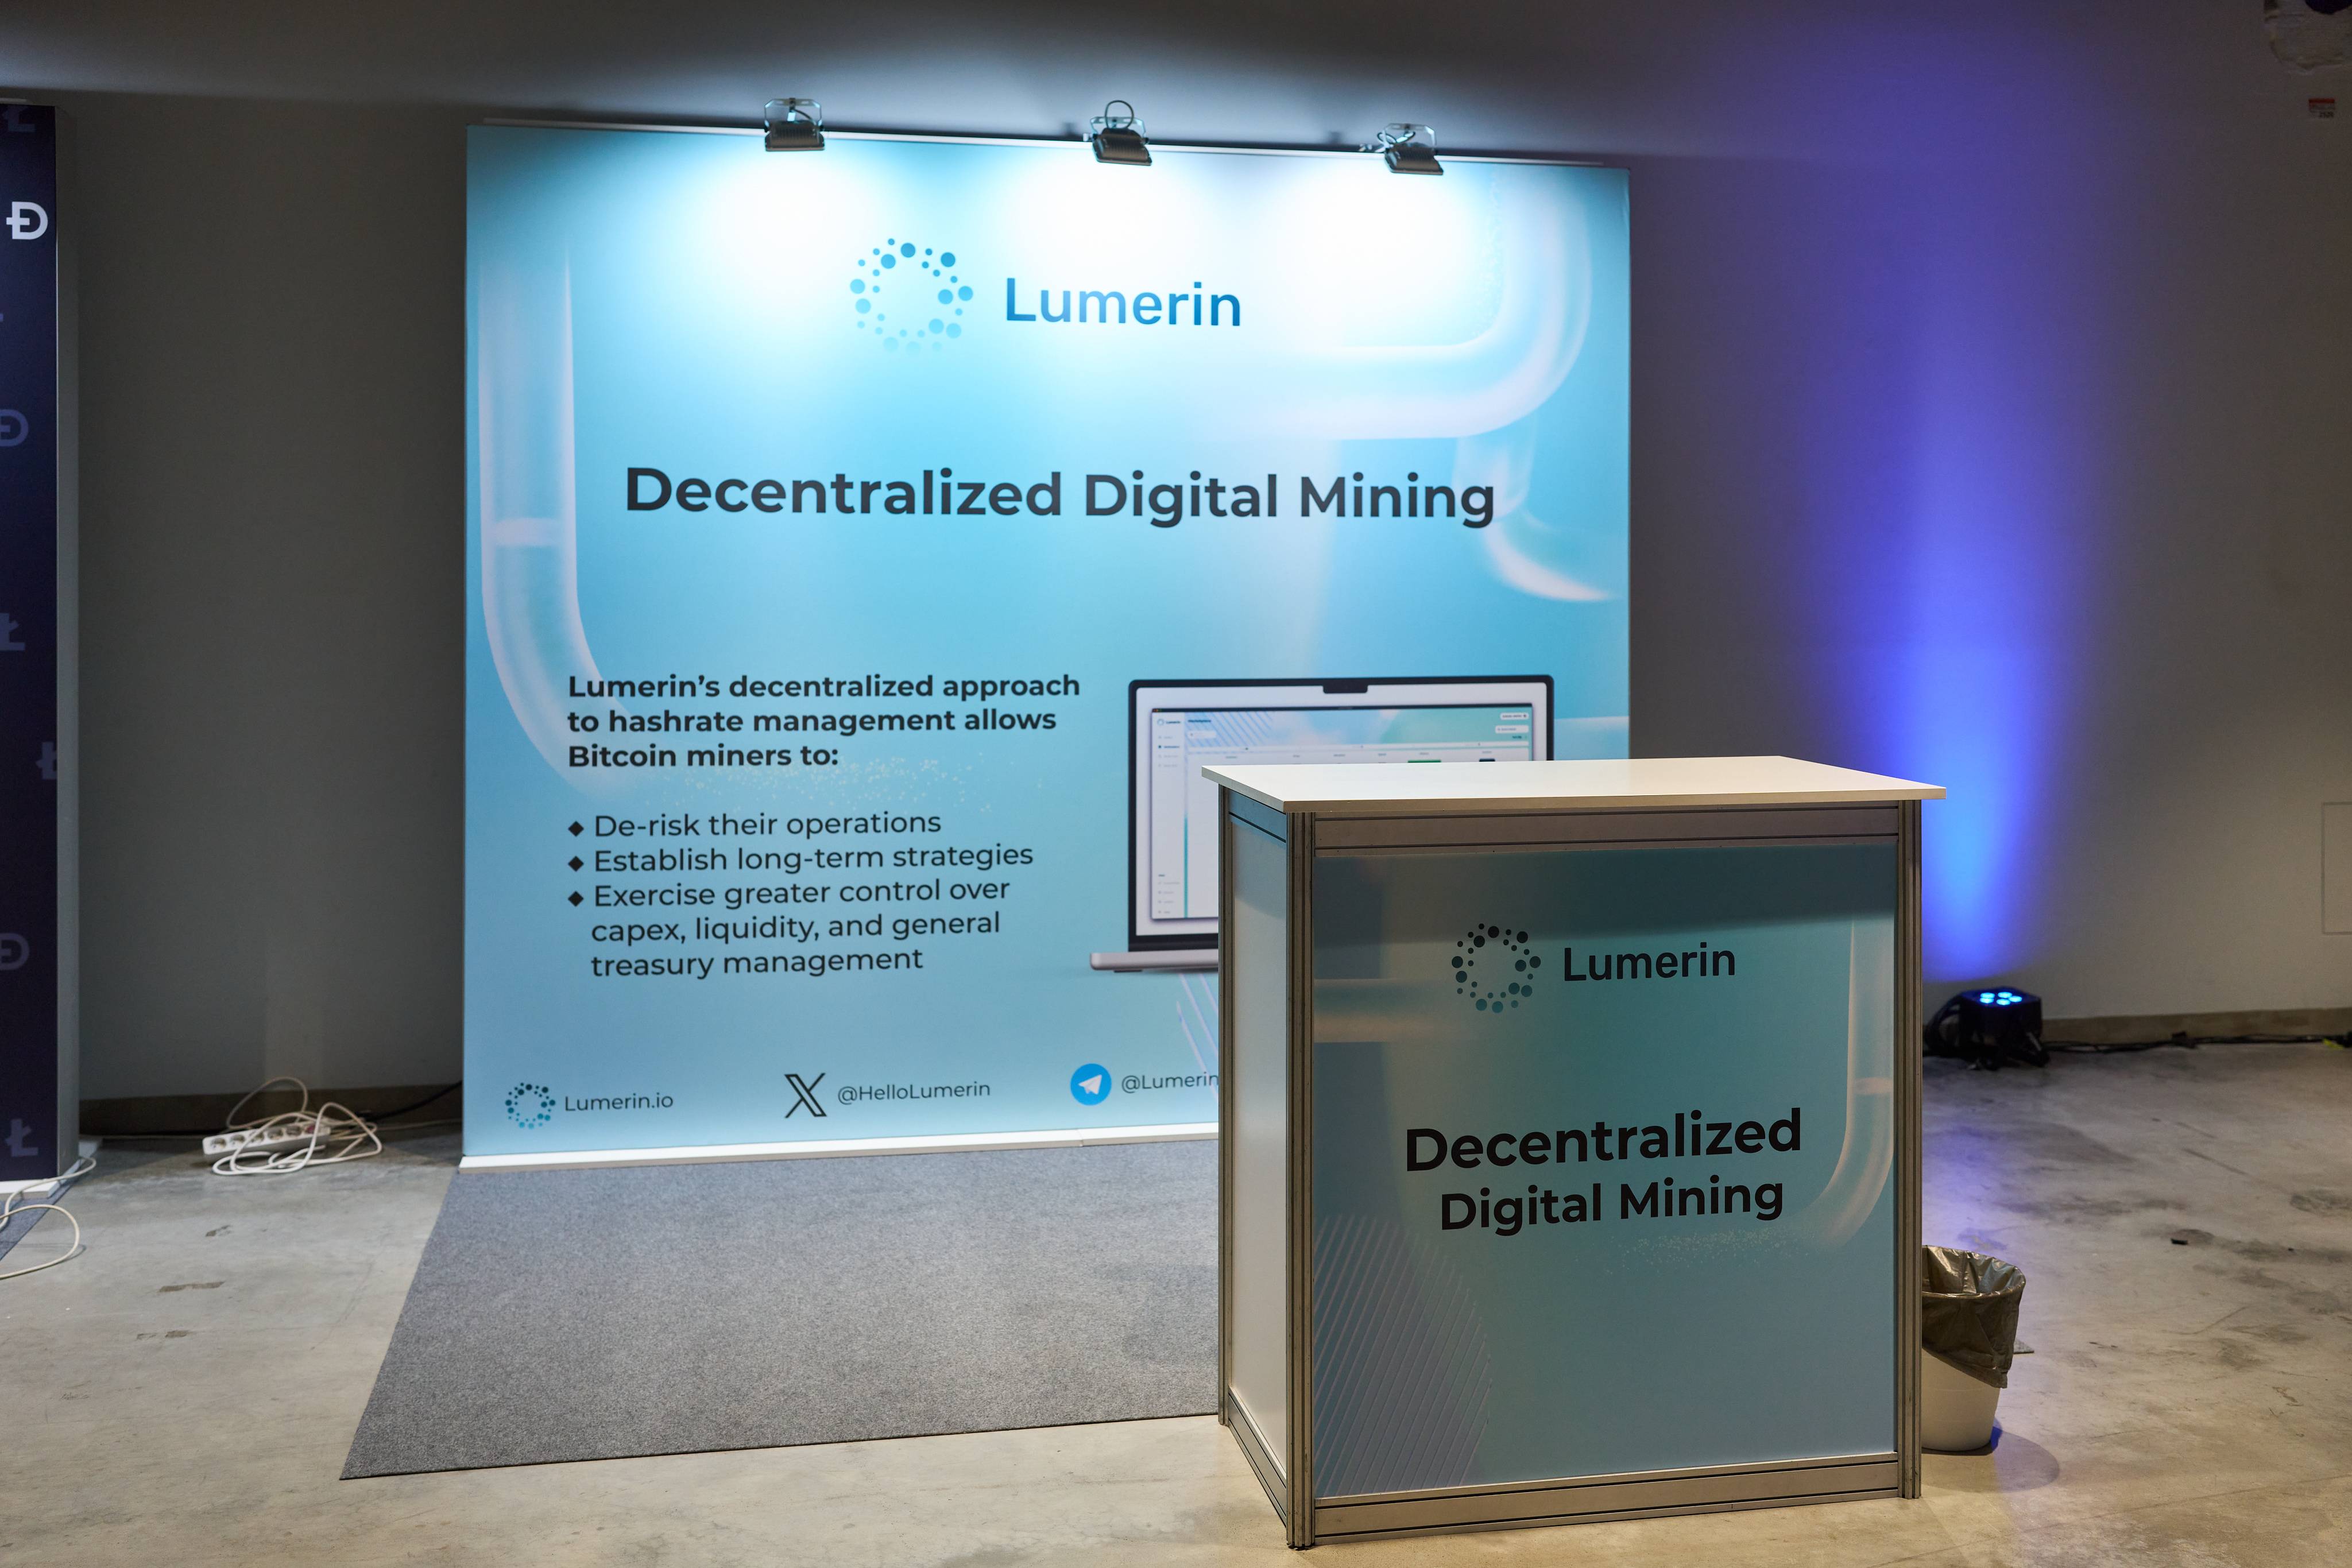 Lumerin
Decentralized Digital Mining
Lumerin’s decentralized approach
to hashrate management allows
Bitcoin miners to:
◆ De-risk their operations
◆ Establish long-term strategies
◆ Exercise greater control over
capex, liquidity, and general
treasury management
Lumerin.io
@HelloLumerin
@Lumerin
Lumerin
Decentralized
Digital Mining